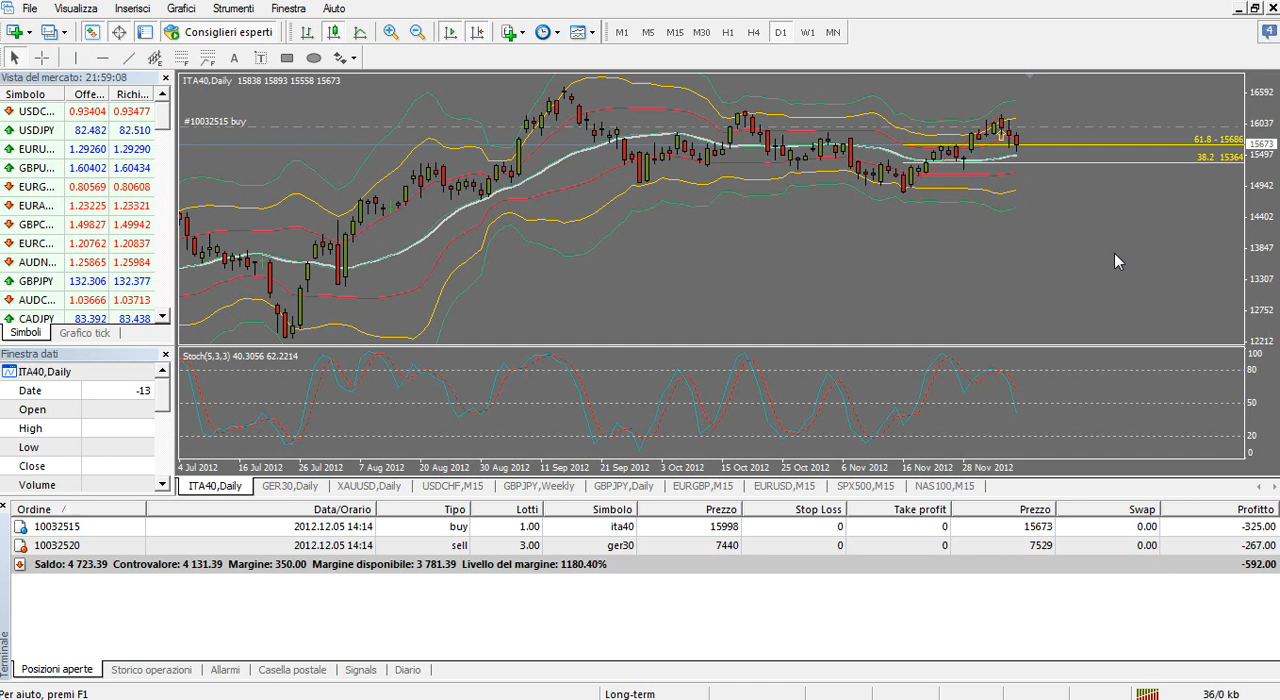 File Visualizza Inserisci Grafici Strumenti Finestra Aiuto
Consiglieri esperti M1 M5 M15 M30 H1 H4 D1 W1 MN 4
A T
Vista del mercato: 21:59:08
Simbolo Offe... Richi...
USDC... 0.93404 0.93477
USDJPY 82.482 82.510
EURU... 1.29260 1.29290
GBPU... 1.60402 1.60434
EURG... 0.80569 0.80608
EURA... 1.23225 1.23321
GBPC... 1.49827 1.49942
EURC... 1.20762 1.20837
AUDN... 1.25865 1.25984
GBPJPY 132.306 132.377
AUDC... 1.03666 1.03713
CADJPY 83.392 83.438
Simboli Grafico tick
Finestra dati
ITA40,Daily
Date -13
Open
High
Low
Close
Volume
ITA40,Daily 15838 15893 15558 15673
#10032515 buy
61.8 - 15686
38.2 15364
16592
16037
15673
15497
14942
14402
13847
13307
12752
12212
Stoch(5,3,3) 40.3056 62.2214
100
80
50
20
0
4 Jul 2012 16 Jul 2012 26 Jul 2012 7 Aug 2012 20 Aug 2012 30 Aug 2012 11 Sep 2012 21 Sep 2012 3 Oct 2012 15 Oct 2012 25 Oct 2012 6 Nov 2012 16 Nov 2012 28 Nov 2012
ITA40,Daily GER30,Daily XAUUSD,Daily USDCHF,M15 GBPJPY,Weekly GBPJPY,Daily EURGBP,M15 EURUSD,M15 SPX500,M15 NAS100,M15
Ordine Data/Orario Tipo Lotti Simbolo Prezzo Stop Loss Take profit Prezzo Swap Profitto
10032515 2012.12.05 14:14 buy 1.00 ita40 15998 0 0 15673 0.00 -325.00
10032520 2012.12.05 14:14 sell 3.00 ger30 7440 0 0 7529 0.00 -267.00
Saldo: 4 723.39 Controvalore: 4 131.39 Margine: 350.00 Margine disponibile: 3 781.39 Livello del margine: 1180.40% -592.00
Terminale
Posizioni aperte Storico operazioni Allarmi Casella postale Signals Diario
Per aiuto, premi F1 Long-term 36/0 kb